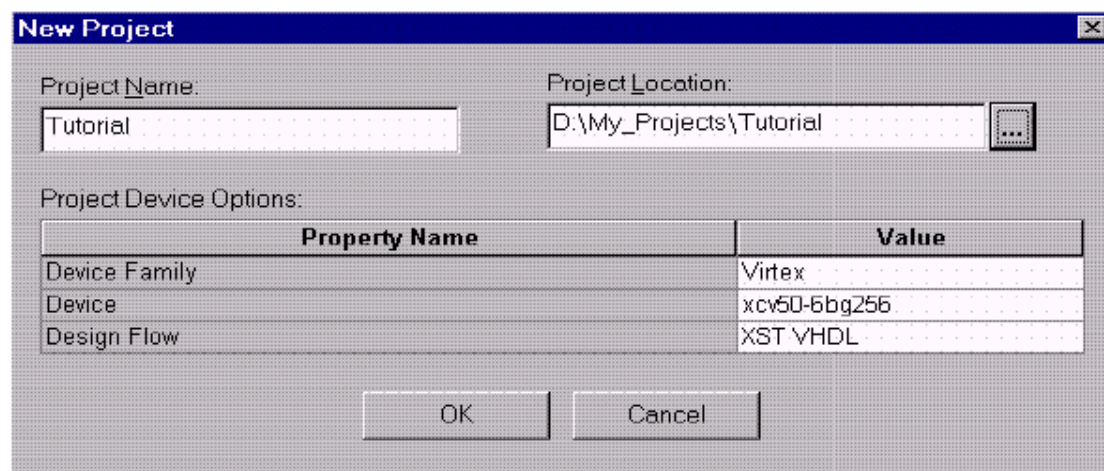 New Project
Project Name:
Project Location:
Tutorial
D:\My_Projects\Tutorial
...
Project Device Options:
Property Name
Value
Device Family
Virtex
Device
xcv50-6bg256
Design Flow
XST VHDL
OK
Cancel